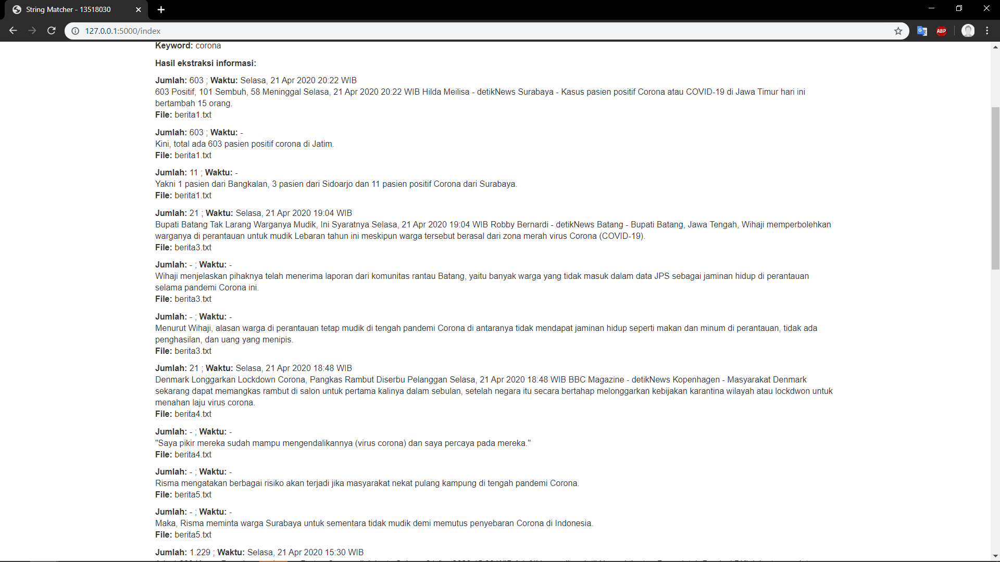 String Matcher - 13518030
127.0.0.1:5000/index
ABP
Keyword: corona
Hasil ekstraksi informasi:
Jumlah: 603 ; Waktu: Selasa, 21 Apr 2020 20:22 WIB
603 Positif, 101 Sembuh, 58 Meninggal Selasa, 21 Apr 2020 20:22 WIB Hilda Meilisa - detikNews Surabaya - Kasus pasien positif Corona atau COVID-19 di Jawa Timur hari ini
bertambah 15 orang.
File: berita1.txt
Jumlah: 603 ; Waktu: -
Kini, total ada 603 pasien positif corona di Jatim.
File: berita1.txt
Jumlah: 11 ; Waktu: -
Yakni 1 pasien dari Bangkalan, 3 pasien dari Sidoarjo dan 11 pasien positif Corona dari Surabaya.
File: berita1.txt
Jumlah: 21 ; Waktu: Selasa, 21 Apr 2020 19:04 WIB
Bupati Batang Tak Larang Warganya Mudik, Ini Syaratnya Selasa, 21 Apr 2020 19:04 WIB Robby Bernardi - detikNews Batang - Bupati Batang, Jawa Tengah, Wihaji memperbolehkan
warganya di perantauan untuk mudik Lebaran tahun ini meskipun warga tersebut berasal dari zona merah virus Corona (COVID-19).
File: berita3.txt
Jumlah: - ; Waktu: -
Wihaji menjelaskan pihaknya telah menerima laporan dari komunitas rantau Batang, yaitu banyak warga yang tidak masuk dalam data JPS sebagai jaminan hidup di perantauan
selama pandemi Corona ini.
File: berita3.txt
Jumlah: - ; Waktu: -
Menurut Wihaji, alasan warga di perantauan tetap mudik di tengah pandemi Corona di antaranya tidak mendapat jaminan hidup seperti makan dan minum di perantauan, tidak ada
penghasilan, dan uang yang menipis.
File: berita3.txt
Jumlah: 21 ; Waktu: Selasa, 21 Apr 2020 18:48 WIB
Denmark Longgarkan Lockdown Corona, Pangkas Rambut Diserbu Pelanggan Selasa, 21 Apr 2020 18:48 WIB BBC Magazine - detikNews Kopenhagen - Masyarakat Denmark
sekarang dapat memangkas rambut di salon untuk pertama kalinya dalam sebulan, setelah negara itu secara bertahap melonggarkan kebijakan karantina wilayah atau lockdwon untuk
menahan laju virus corona.
File: berita4.txt
Jumlah: - ; Waktu: -
"Saya pikir mereka sudah mampu mengendalikannya (virus corona) dan saya percaya pada mereka."
File: berita4.txt
Jumlah: - ; Waktu: -
Risma mengatakan berbagai risiko akan terjadi jika masyarakat nekat pulang kampung di tengah pandemi Corona.
File: berita5.txt
Jumlah: - ; Waktu: -
Maka, Risma meminta warga Surabaya untuk sementara tidak mudik demi memutus penyebaran Corona di Indonesia.
File: berita5.txt
Jumlah: 1.229 ; Waktu: Selasa, 21 Apr 2020 15:30 WIB